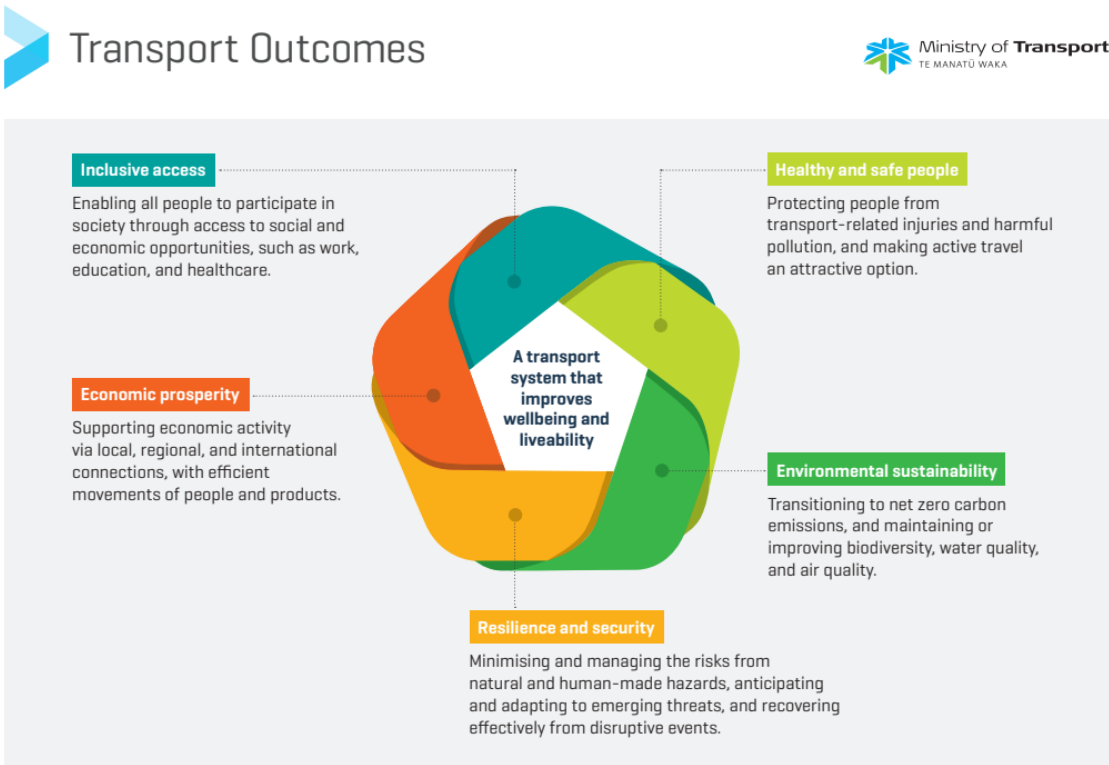 Transport Outcomes
Ministry of Transport
TE MANATŪ WAKA
Inclusive access
Enabling all people to participate in
society through access to social and
economic opportunities, such as work,
education, and healthcare.
Healthy and safe people
Protecting people from
transport-related injuries and harmful
pollution, and making active travel
an attractive option.
A transport
system that
improves
wellbeing and
liveability
Economic prosperity
Supporting economic activity
via local, regional, and international
connections, with efficient
movements of people and products.
Environmental sustainability
Transitioning to net zero carbon
emissions, and maintaining or
improving biodiversity, water quality,
and air quality.
Resilience and security
Minimising and managing the risks from
natural and human-made hazards, anticipating
and adapting to emerging threats, and recovering
effectively from disruptive events.